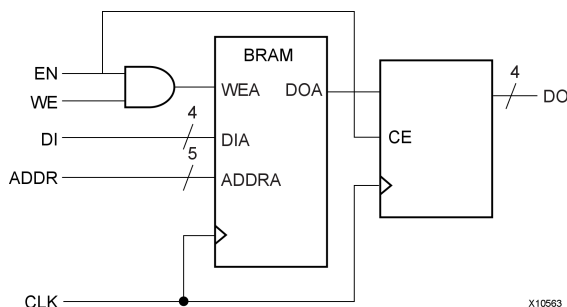 BRAM
EN
WE
WEA DOA
4
DO
DI
4
DIA
CE
ADDR
5
ADDRA
CLK
X10563